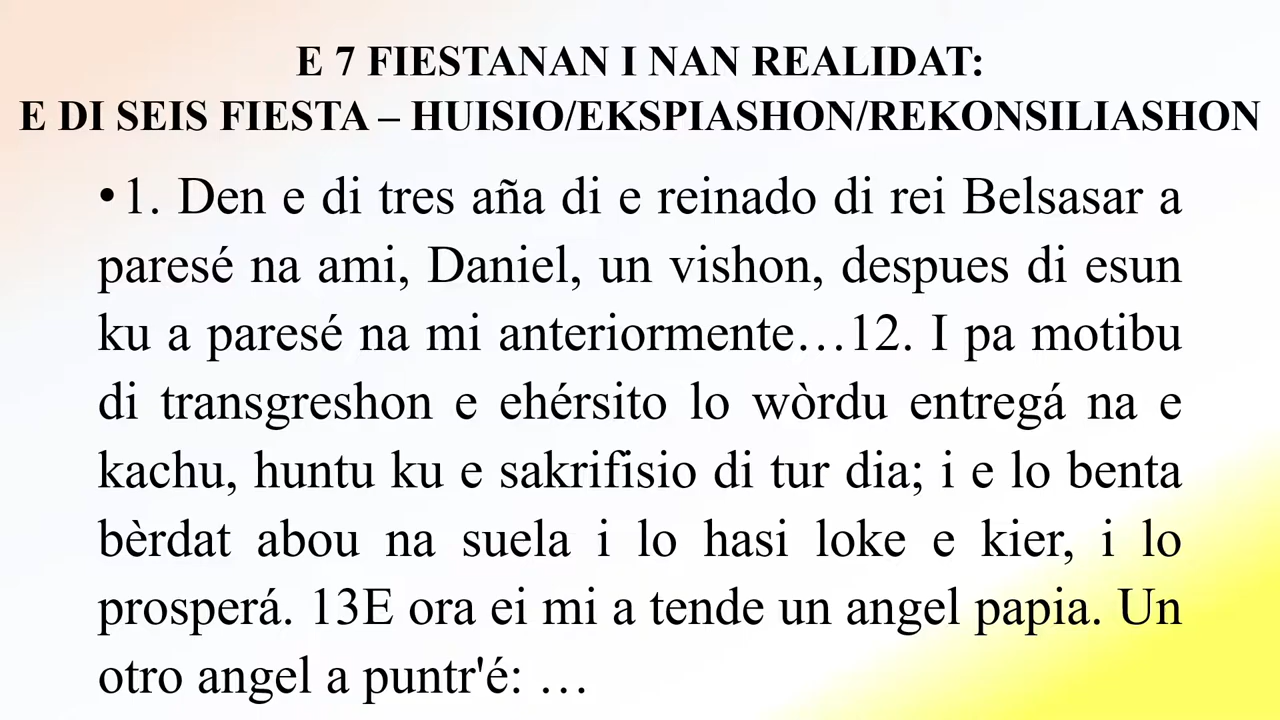 E 7 FIESTANAN I NAN REALIDAT:
E DI SEIS FIESTA – HUISIO/EKSPIASHON/REKONSILIASHON
•1. Den e di tres aña di e reinado di rei Belsasar a
paresé na ami, Daniel, un vishon, despues di esun
ku a paresé na mi anteriormente…12. I pa motibu
di transgreshon e ehérsito lo wòrdu entregá na e
kachu, huntu ku e sakrifisio di tur dia; i e lo benta
bèrdat abou na suela i lo hasi loke e kier, i lo
prosperá. 13E ora ei mi a tende un angel papia. Un
otro angel a puntr'é: …